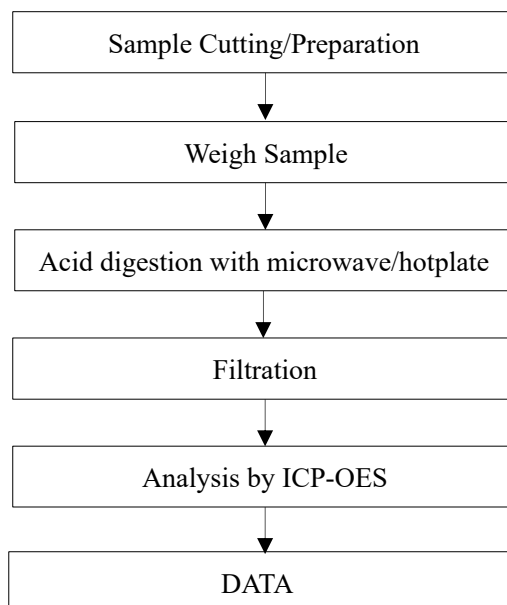 Sample Cutting/Preparation
Weigh Sample
Acid digestion with microwave/hotplate
Filtration
Analysis by ICP-OES
DATA